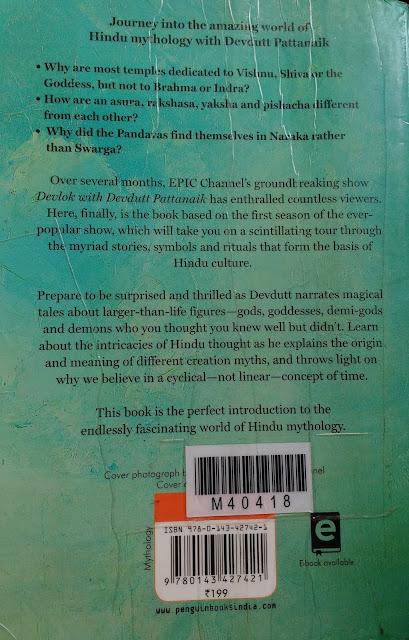 Journey into the amazing world of
Hindu mythology with Devdutt Pattanaik
• Why are most temples dedicated to Vishnu, Shiva or the
Goddess, but not to Brahma or Indra?
• How are an asura, rakshasa, yaksha and pishacha different
from each other?
• Why did the Pandavas find themselves in Naraka rather
than Swarga?
Over several months, EPIC Channel's groundbreaking show
Devlok with Devdutt Pattanaik has enthralled countless viewers.
Here, finally, is the book based on the first season of the ever-
popular show, which will take you on a scintillating tour through
the myriad stories, symbols and rituals that form the basis of
Hindu culture.
Prepare to be surprised and thrilled as Devdutt narrates magical
tales about larger-than-life figures—gods, goddesses, demi-gods
and demons who you thought you knew well but didn't. Learn
about the intricacies of Hindu thought as he explains the origin
and meaning of different creation myths, and throws light on
why we believe in a cyclical—not linear—concept of time.
This book is the perfect introduction to the
endlessly fascinating world of Hindu mythology.
Cover photograph
Cover
M40418
Mythology
ISBN 978-0-143-42742-1
9 780143 427421
₹199
www.penguinbooksindia.com
e
E-book available